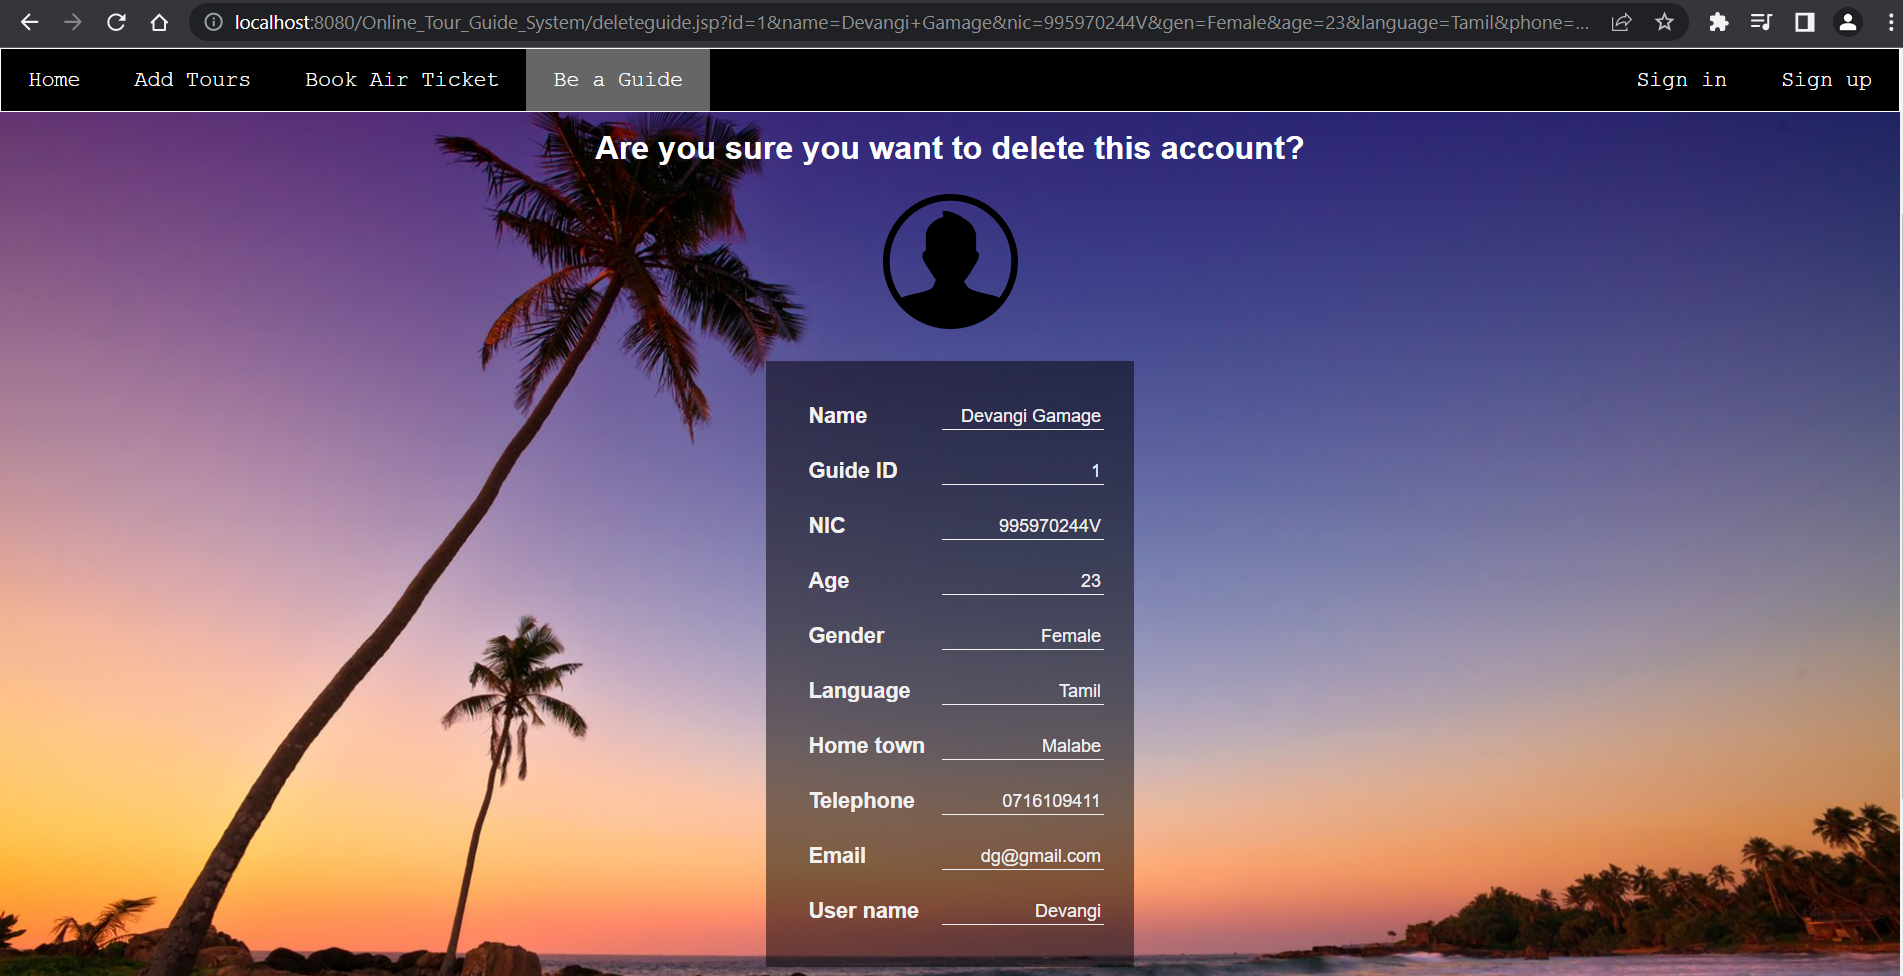 localhost:8080/Online_Tour_Guide_System/deleteguide.jsp?id=1&name=Devangi+Gamage&nic=995970244V&gen=Female&age=23&language=Tamil&phone=...
Home Add Tours Book Air Ticket Be a Guide Sign in Sign up
Are you sure you want to delete this account?
Name Devangi Gamage
Guide ID 1
NIC 995970244V
Age 23
Gender Female
Language Tamil
Home town Malabe
Telephone 0716109411
Email dg@gmail.com
User name Devangi